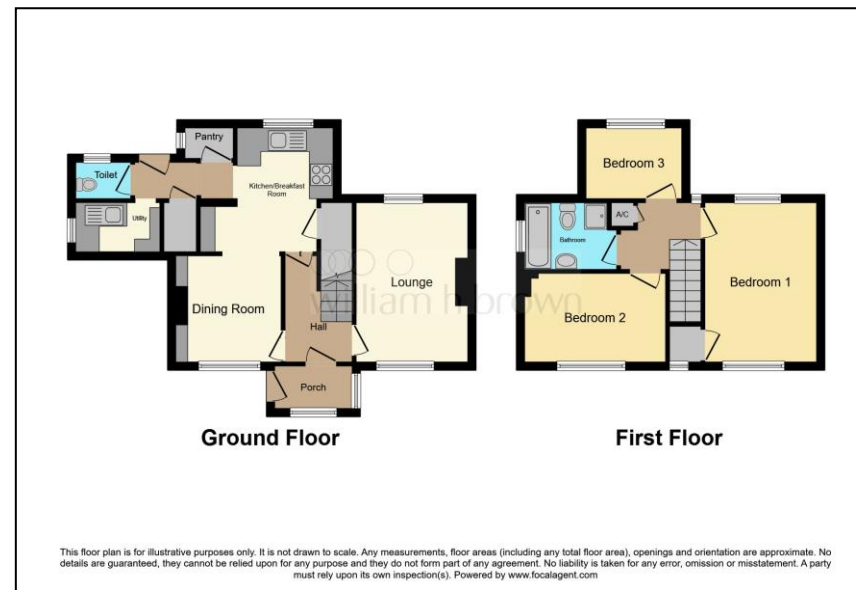 Pantry
Toilet
Utility
Kitchen/Breakfast
Room
Dining Room
Hall
Lounge
Porch
Ground Floor
Bedroom 3
A/C
Bathroom
Bedroom 1
Bedroom 2
First Floor
william h brown
This floor plan is for illustrative purposes only. It is not drawn to scale. Any measurements, floor areas (including any total floor area), openings and orientation are approximate. No
details are guaranteed, they cannot be relied upon for any purpose and they do not form part of any agreement. No liability is taken for any error, omission or misstatement. A party
must rely upon its own inspection(s). Powered by www.focalagent.com